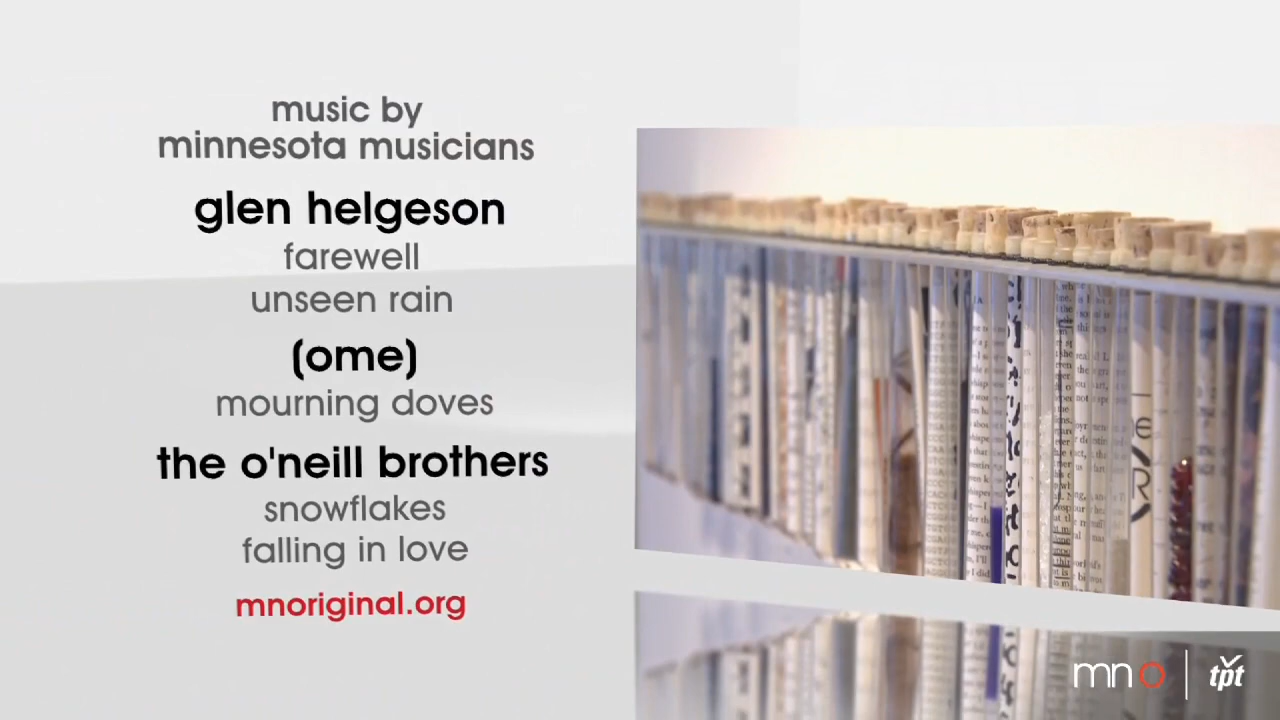 music by
minnesota musicians
glen helgeson
farewell
unseen rain
(ome)
mourning doves
the o'neill brothers
snowflakes
falling in love
mnoriginal.org
mn o
tpt